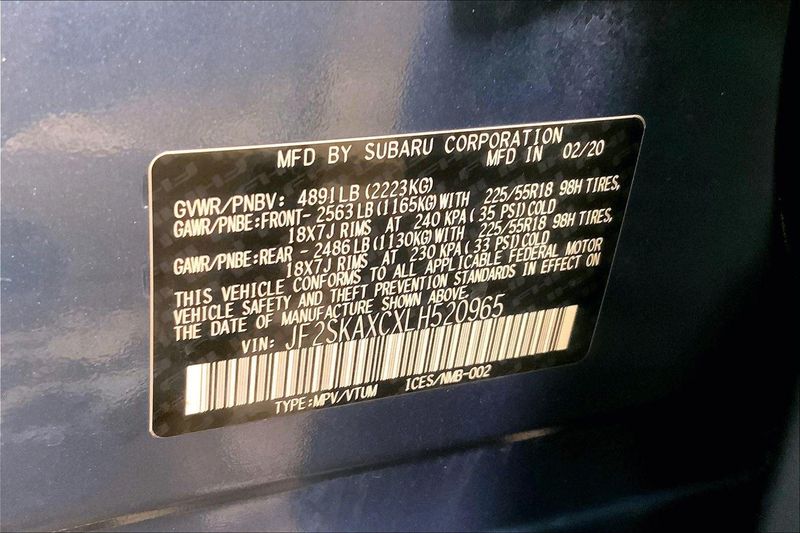 MFD BY SUBARU CORPORATION
MFD IN 02/20
GVWR/PNBV: 4891LB(2223KG)
GAWR/PNBE:FRONT- 2563LB(1165KG)WITH 225/55R18 98H TIRES,
18X7J RIMS AT 240 KPA(35 PSI)COLD
GAWR/PNBE:REAR - 2486LB(1130KG)WITH 225/55R18 98H TIRES,
18X7J RIMS AT 230 KPA(33 PSI)COLD
THIS VEHICLE CONFORMS TO ALL APPLICABLE FEDERAL MOTOR
VEHICLE SAFETY AND THEFT PREVENTION STANDARDS IN EFFECT ON
THE DATE OF MANUFACTURE SHOWN ABOVE.
VIN: JF2SKAXCXLH520965
TYPE:MPV/VTUM ICES/NMB-002